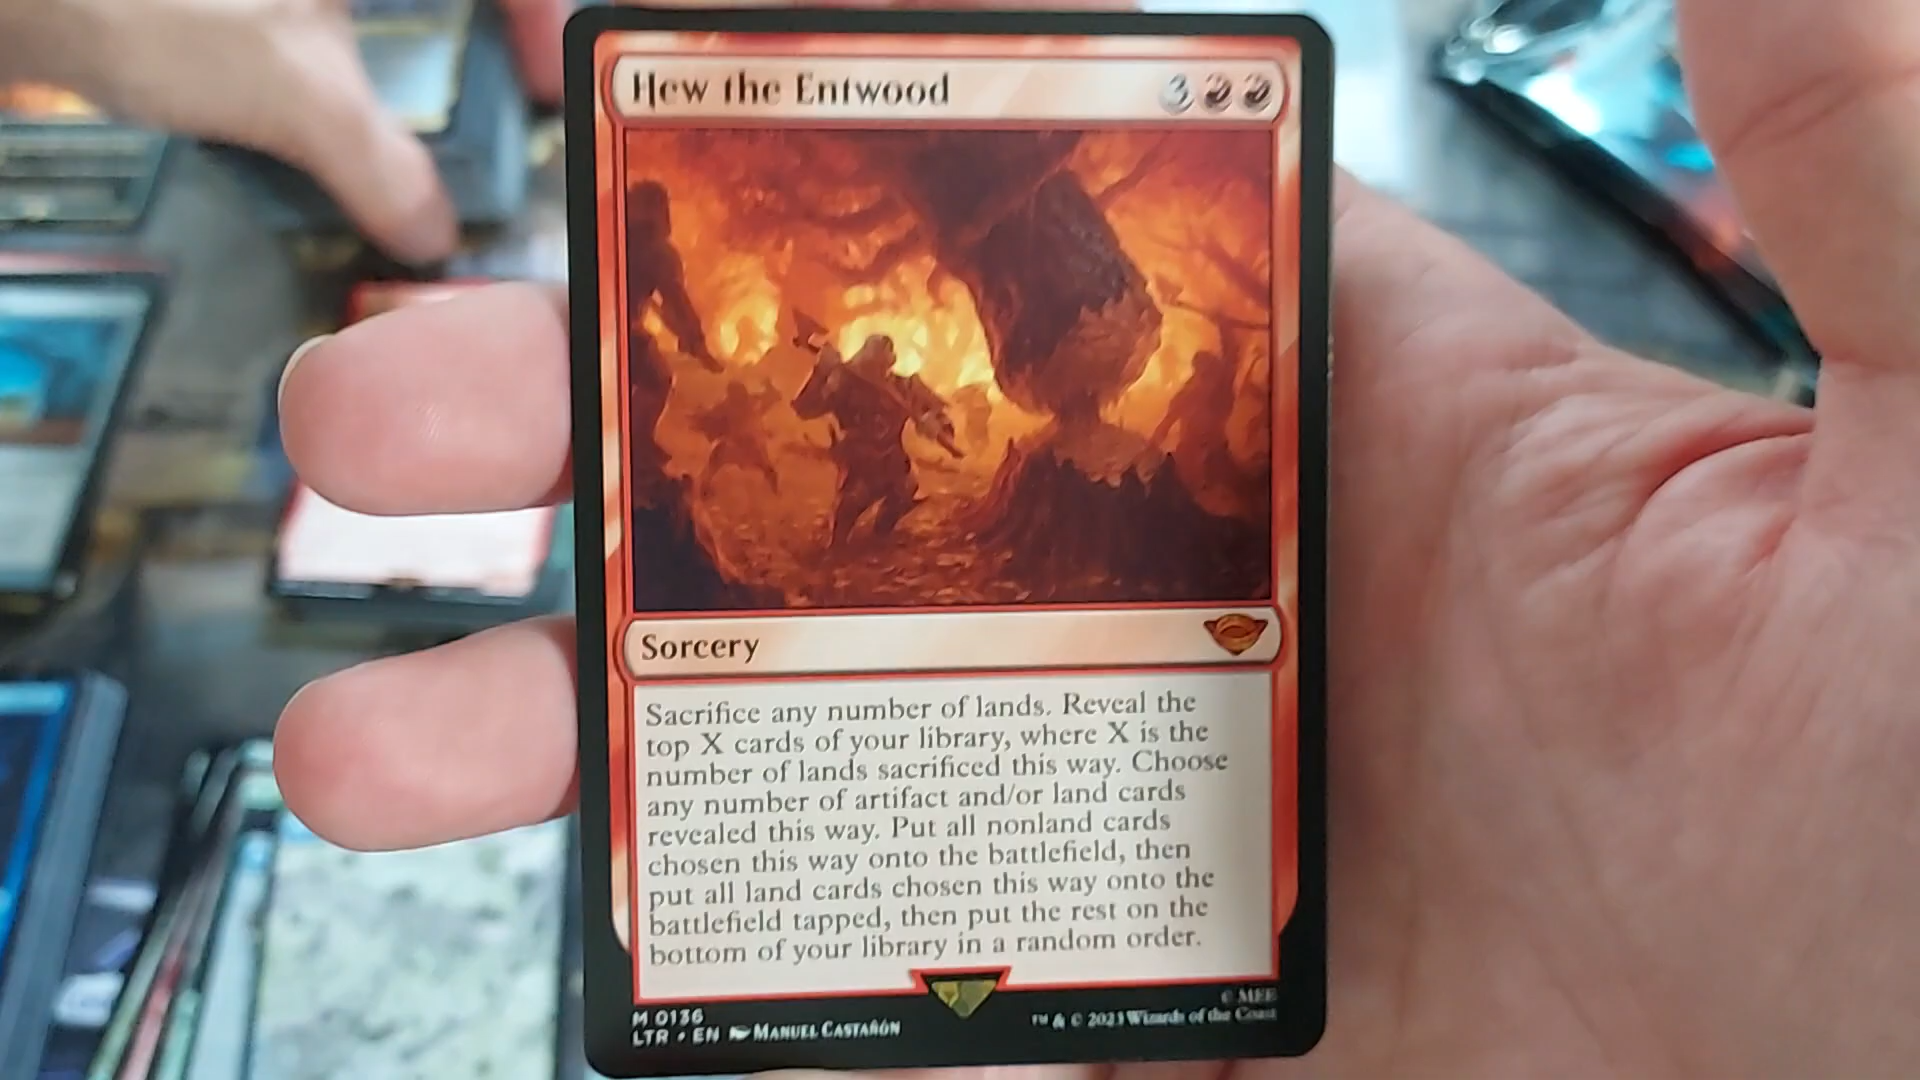 Hew the Entwood 3
Sorcery
Sacrifice any number of lands. Reveal the
top X cards of your library, where X is the
number of lands sacrificed this way. Choose
any number of artifact and/or land cards
revealed this way. Put all nonland cards
chosen this way onto the battlefield, then
put all land cards chosen this way onto the
battlefield tapped, then put the rest on the
bottom of your library in a random order.
M 0136
LTR • EN MANUEL CASTAÑÓN
© MEE
™ & © 2023 Wizards of the Coast